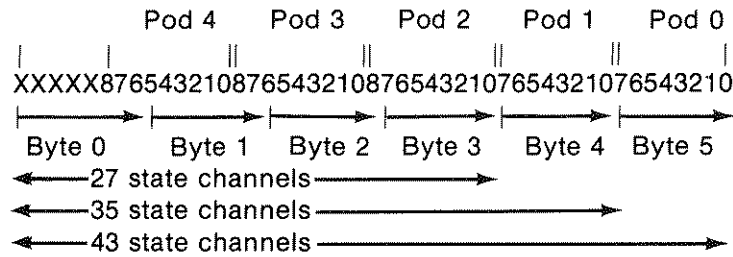 Pod 4 Pod 3 Pod 2 Pod 1 Pod 0
XXXXX8765432108765432108765432107654321076543210
Byte 0 Byte 1 Byte 2 Byte 3 Byte 4 Byte 5
27 state channels
35 state channels
43 state channels